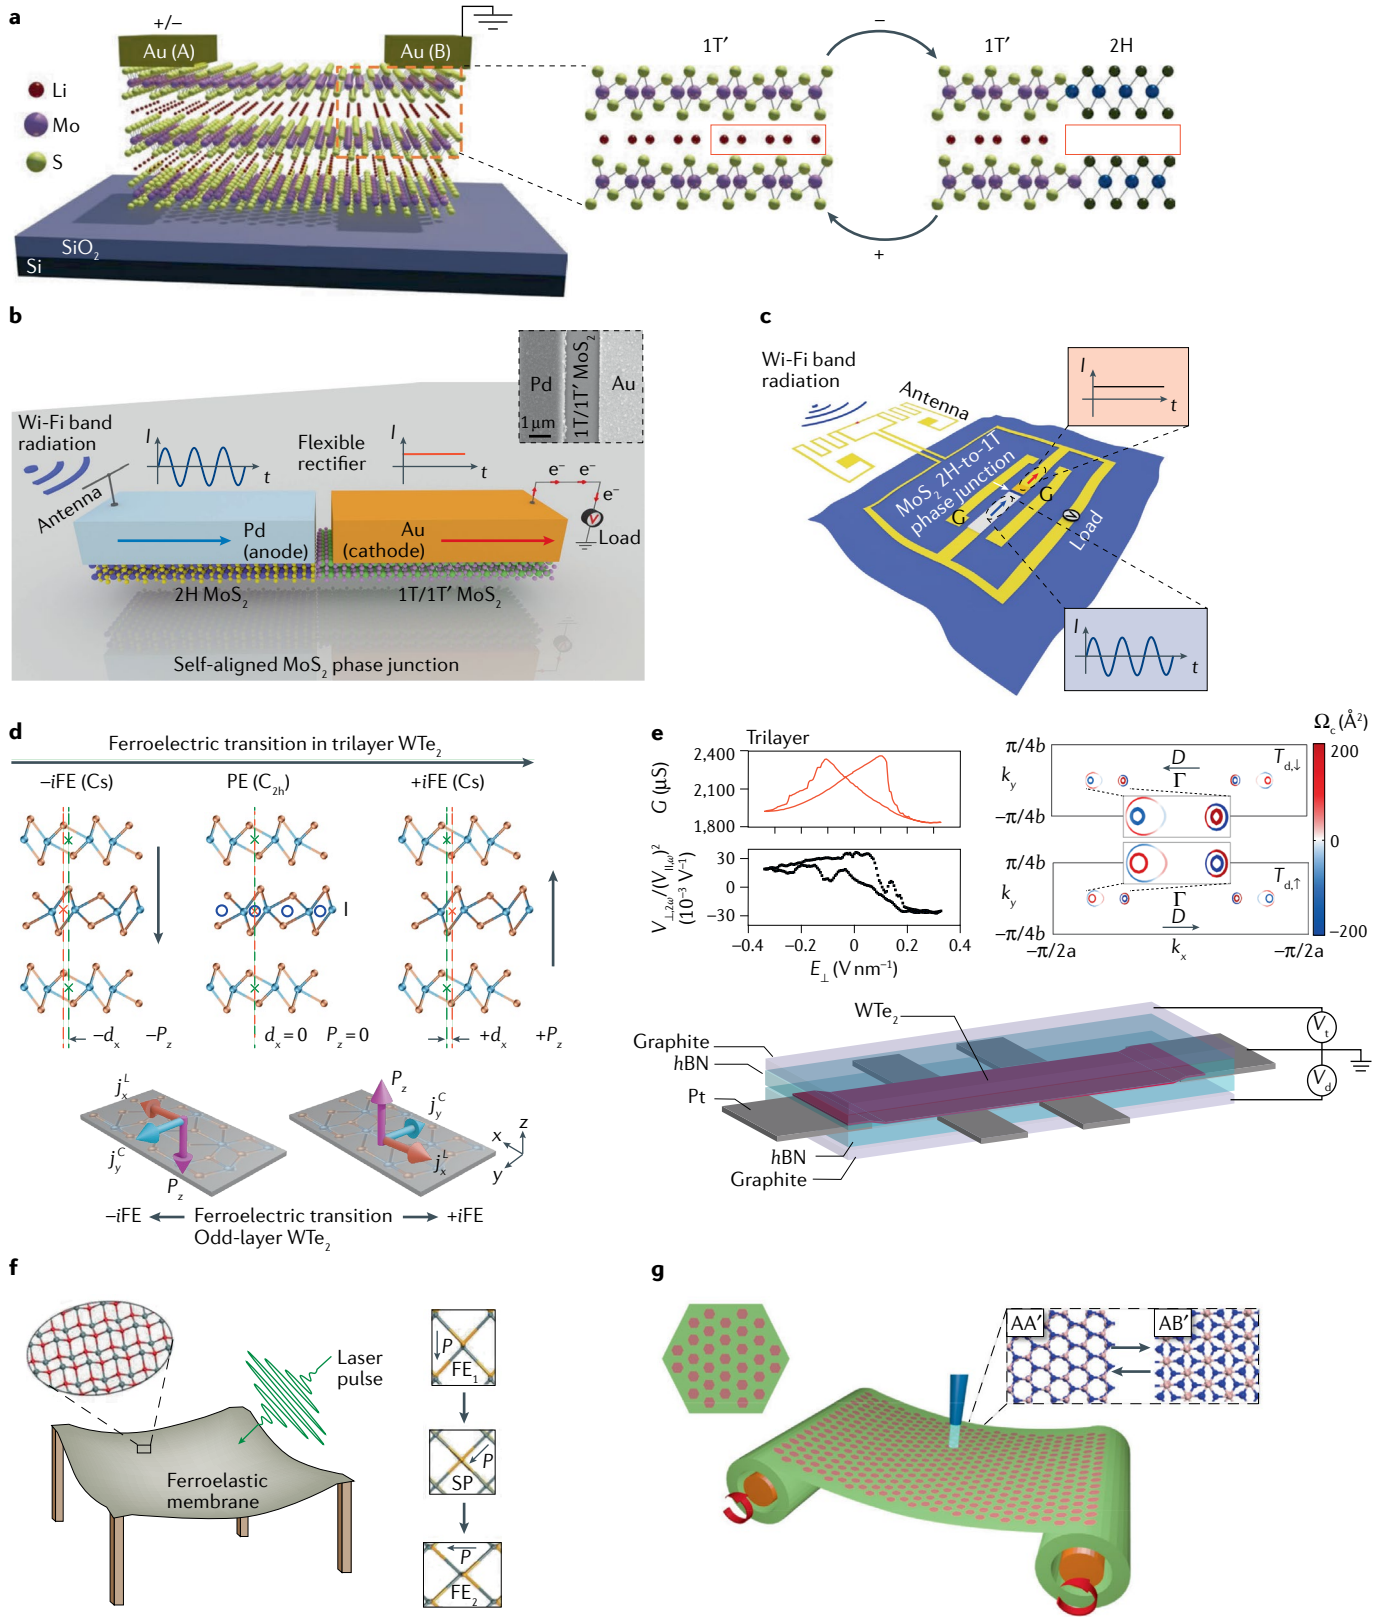 a
+/−
Au (A)
Au (B)
Li
Mo
S
SiO2
Si
1T′
−
1T′
2H
+
b
Wi-Fi band
radiation
Antenna
I
t
Flexible
rectifier
I
t
Pd
1T/1T′ MoS2
Au
1 μm
e−
e−
e−
V
Load
Pd
(anode)
Au
(cathode)
2H MoS2
1T/1T′ MoS2
Self-aligned MoS2 phase junction
c
Wi-Fi band
radiation
Antenna
I
t
MoS2 2H-to-1T
phase junction
G
G
V
Load
I
t
d
Ferroelectric transition in trilayer WTe2
−iFE (Cs)
PE (C2h)
+iFE (Cs)
I
−dx
−Pz
dx = 0
Pz = 0
+dx
+Pz
jxL
jyC
Pz
Pz
jyC
jxL
x
z
y
−iFE
Ferroelectric transition
Odd-layer WTe2
+iFE
e
Trilayer
G (μS)
2,400
2,100
1,800
V⊥,2ω/(V||,ω)2
(10−3 V−1)
30
0
−30
−0.4
−0.2
0
0.2
0.4
E⊥ (V nm−1)
π/4b
ky
−π/4b
D
Γ
Td,↓
π/4b
ky
−π/4b
Γ
D
Td,↑
−π/2a
kx
−π/2a
Ωc (Å2)
200
0
−200
WTe2
Graphite
hBN
Pt
hBN
Graphite
Vt
Vd
f
Laser
pulse
Ferroelastic
membrane
P
FE1
P
SP
P
FE2
g
AA′
AB′